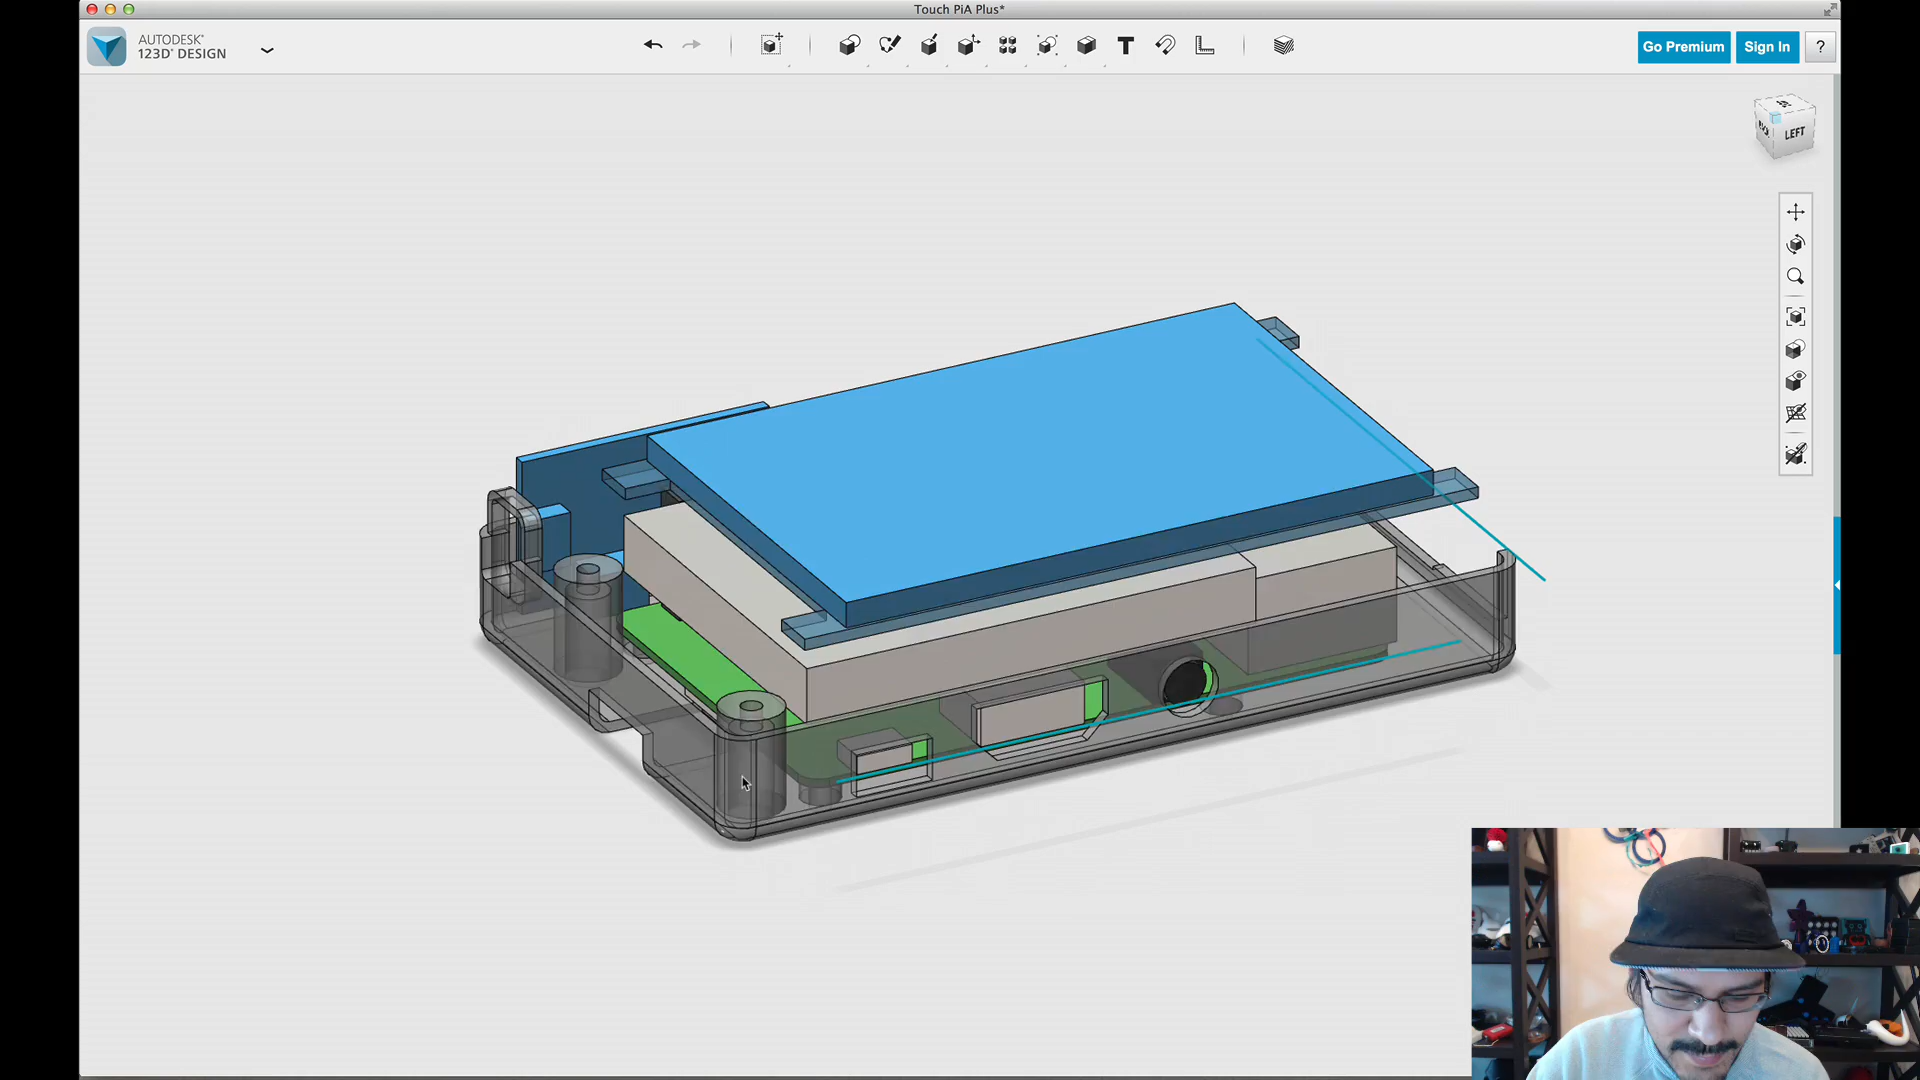 Touch PiA Plus*
AUTODESK®
123D® DESIGN
T
Go Premium
Sign In
?
LEFT